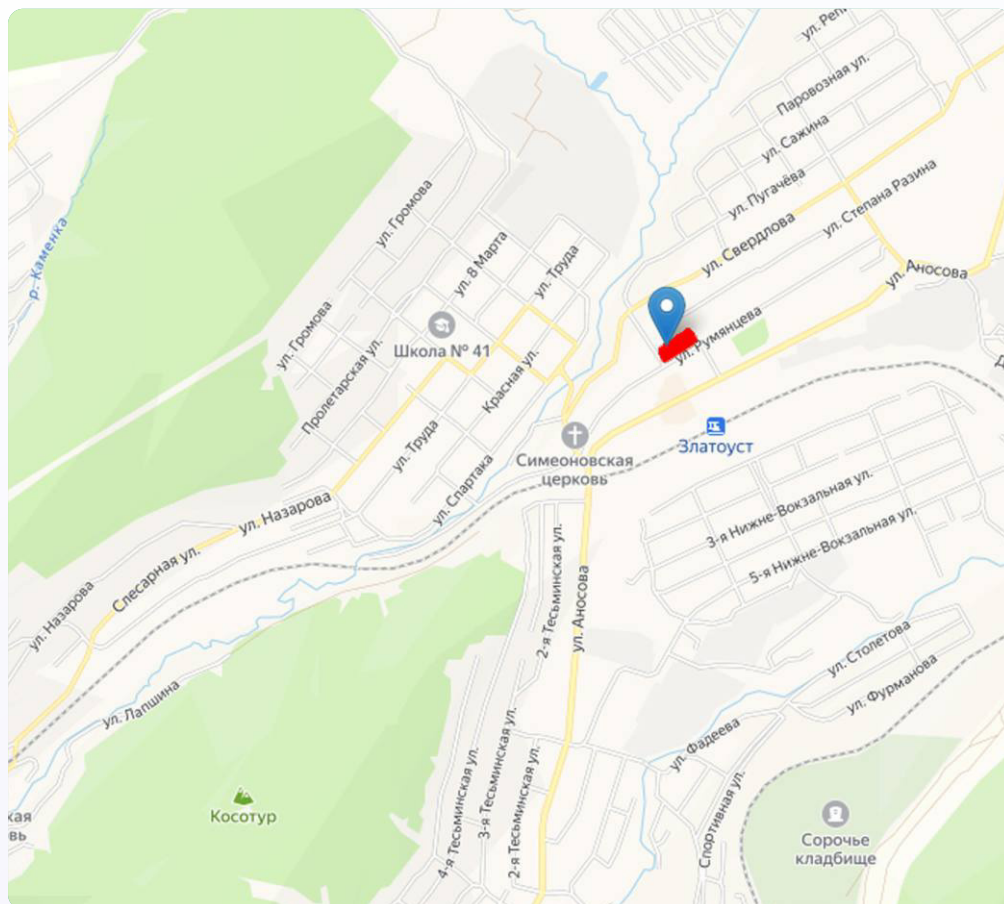 ул. Репи
Паровозная ул.
ул. Сажина
ул. Пугачёва
ул. Степана Разина
ул. Свердлова
ул. Аносова
ул. Громова
р. Каменка
ул. 8 Марта
ул. Труда
ул. Румянцева
Школа № 41
ул. Громова
Пролетарская ул.
Красная ул.
ул. Труда
Златоуст
Симеоновская
церковь
ул. Спартака
ул. Назарова
3-я Нижне-Вокзальная ул.
5-я Нижне-Вокзальная ул.
Слесарная ул.
ул. Назарова
2-я Тесьминская ул.
ул. Аносова
ул. Столетова
ул. Фурманова
ул. Лапшина
ул. Фадеева
Косотур
кая
вь
4-я Тесьминская ул.
3-я Тесьминская ул.
2-я Тесьминская ул.
Спортивная ул.
Сорочье
кладбище